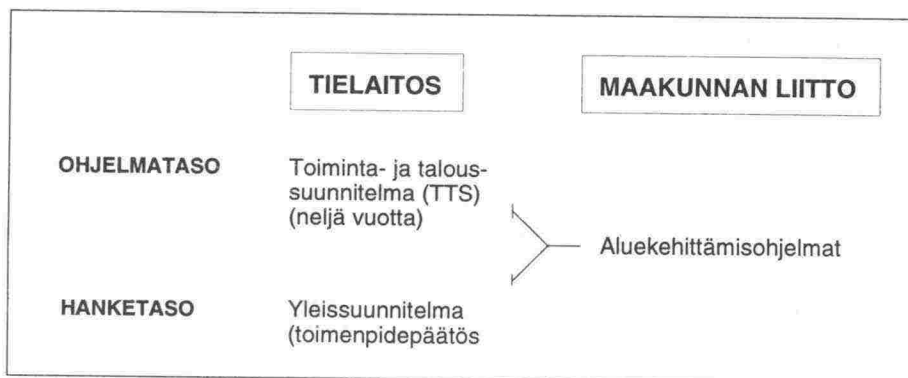 TIELAITOS
MAAKUNNAN LIITTO
OHJELMATASO
Toiminta- ja talous-
suunnitelma (TTS)
(neljä vuotta)
Aluekehittämisohjelmat
HANKETASO
Yleissuunnitelma
(toimenpidepäätös